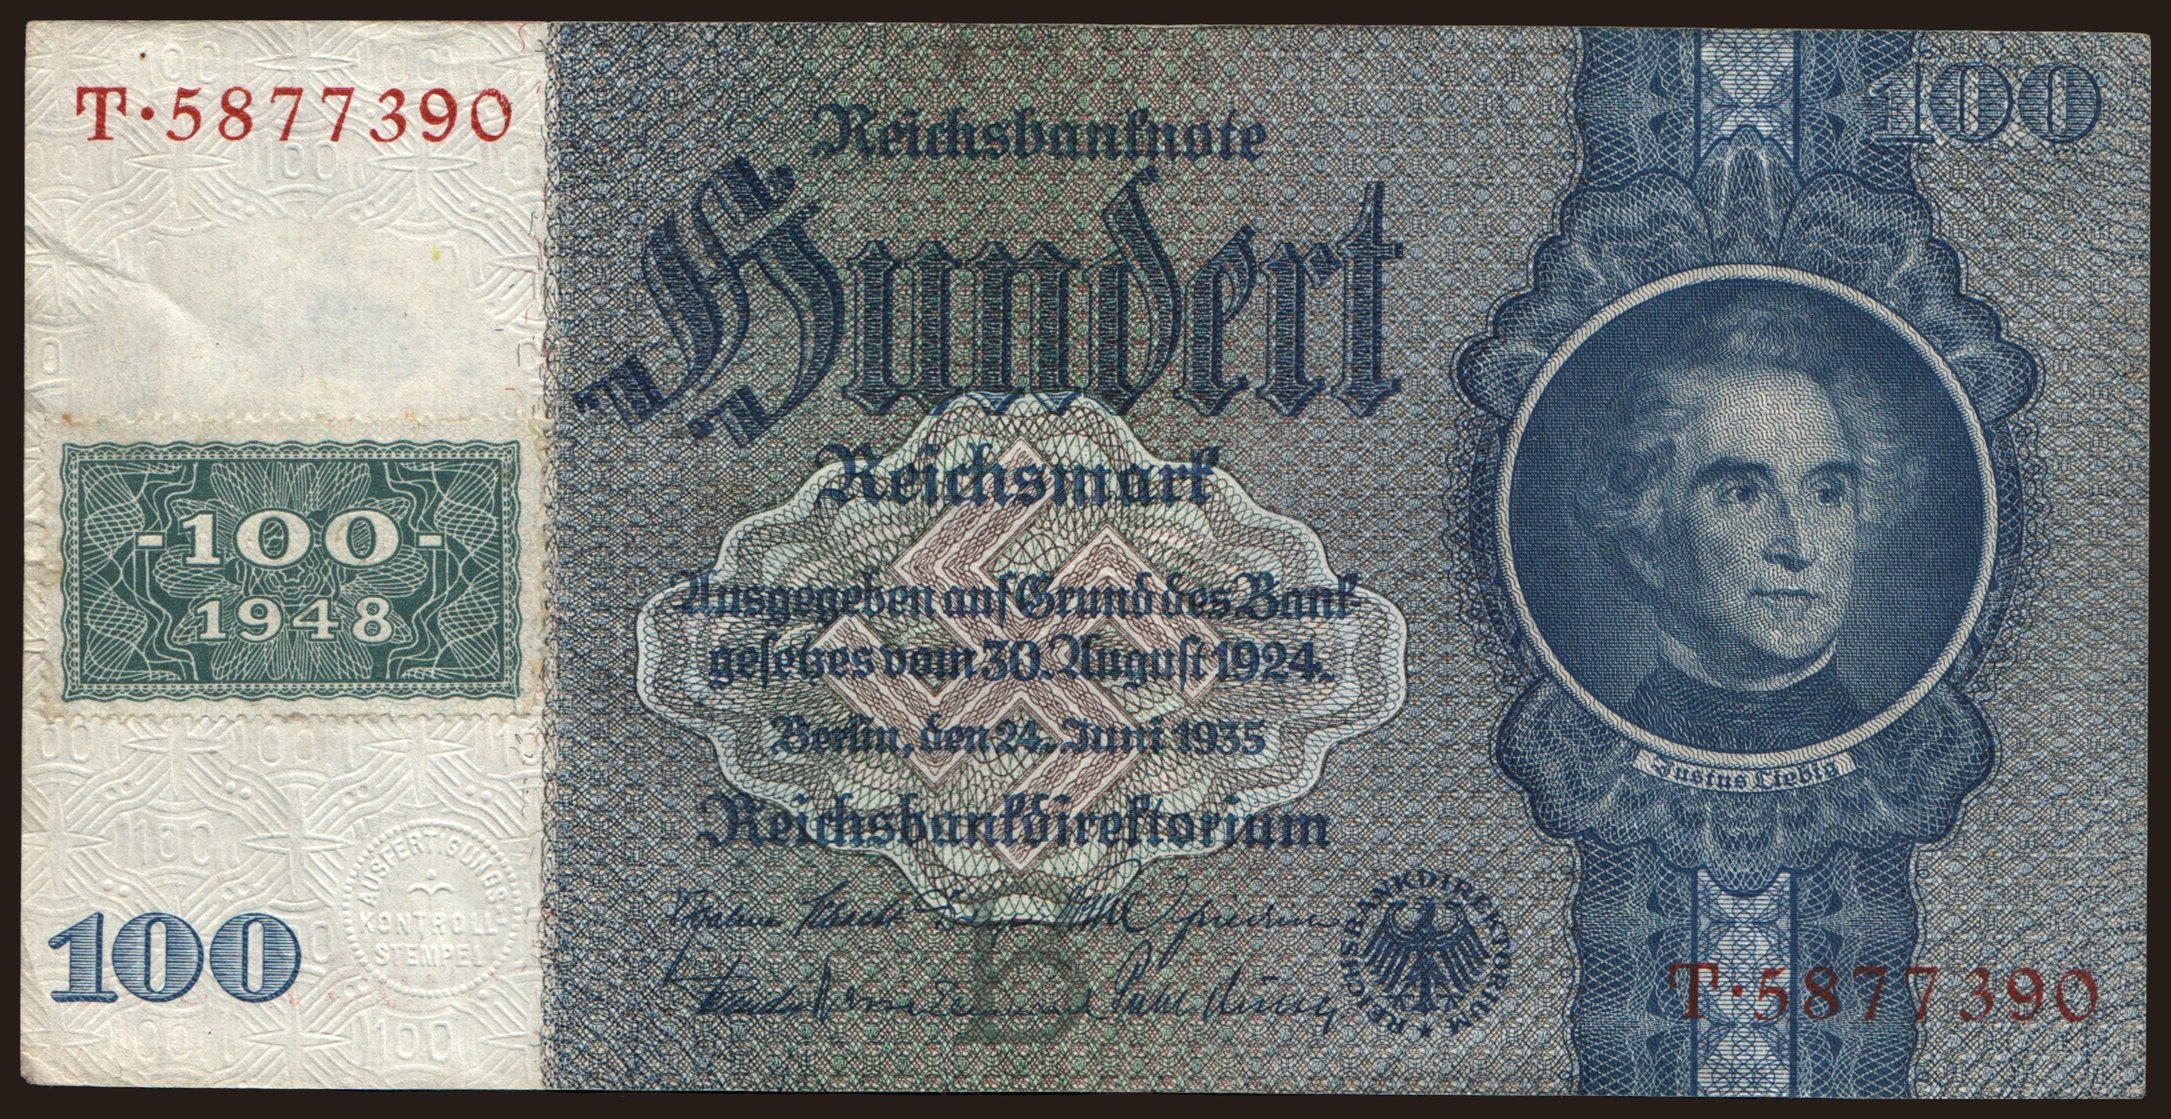 T·5877390
100
Reichsbanknote
Hundert
Reichsmark
Ausgegeben auf Grund des Bank-
gesetzes vom 30. August 1924.
Berlin, den 24. Juni 1935
Reichsbankdirektorium
-100-
1948
Justus Liebig
AUSFERTIGUNGS-
KONTROLL-
STEMPEL
100
REICHSBANKDIREKTORIUM
B
T·5877390